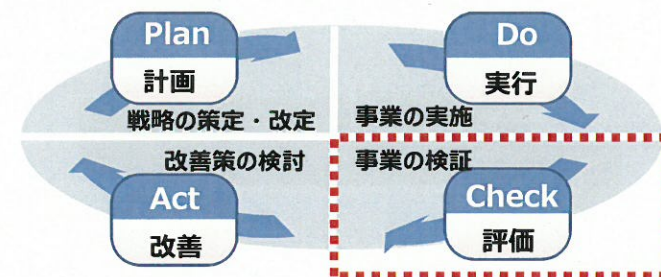 Plan
計画
戦略の策定・改定
Do
実行
事業の実施
改善策の検討
Act
改善
事業の検証
Check
評価